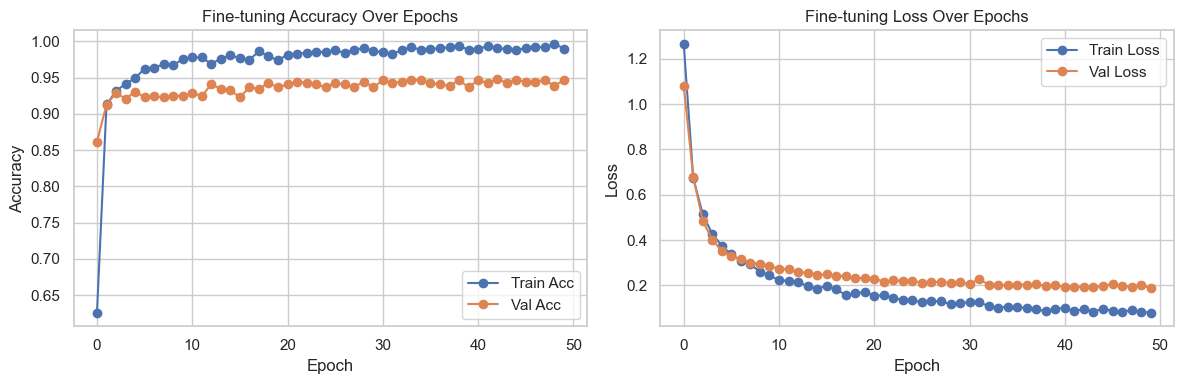 Fine-tuning Accuracy Over Epochs
1.00
0.95
0.90
0.85
0.80
0.75
0.70
0.65
Accuracy
0 10 20 30 40 50
Epoch
Train Acc
Val Acc
Fine-tuning Loss Over Epochs
1.2
1.0
0.8
0.6
0.4
0.2
Loss
0 10 20 30 40 50
Epoch
Train Loss
Val Loss